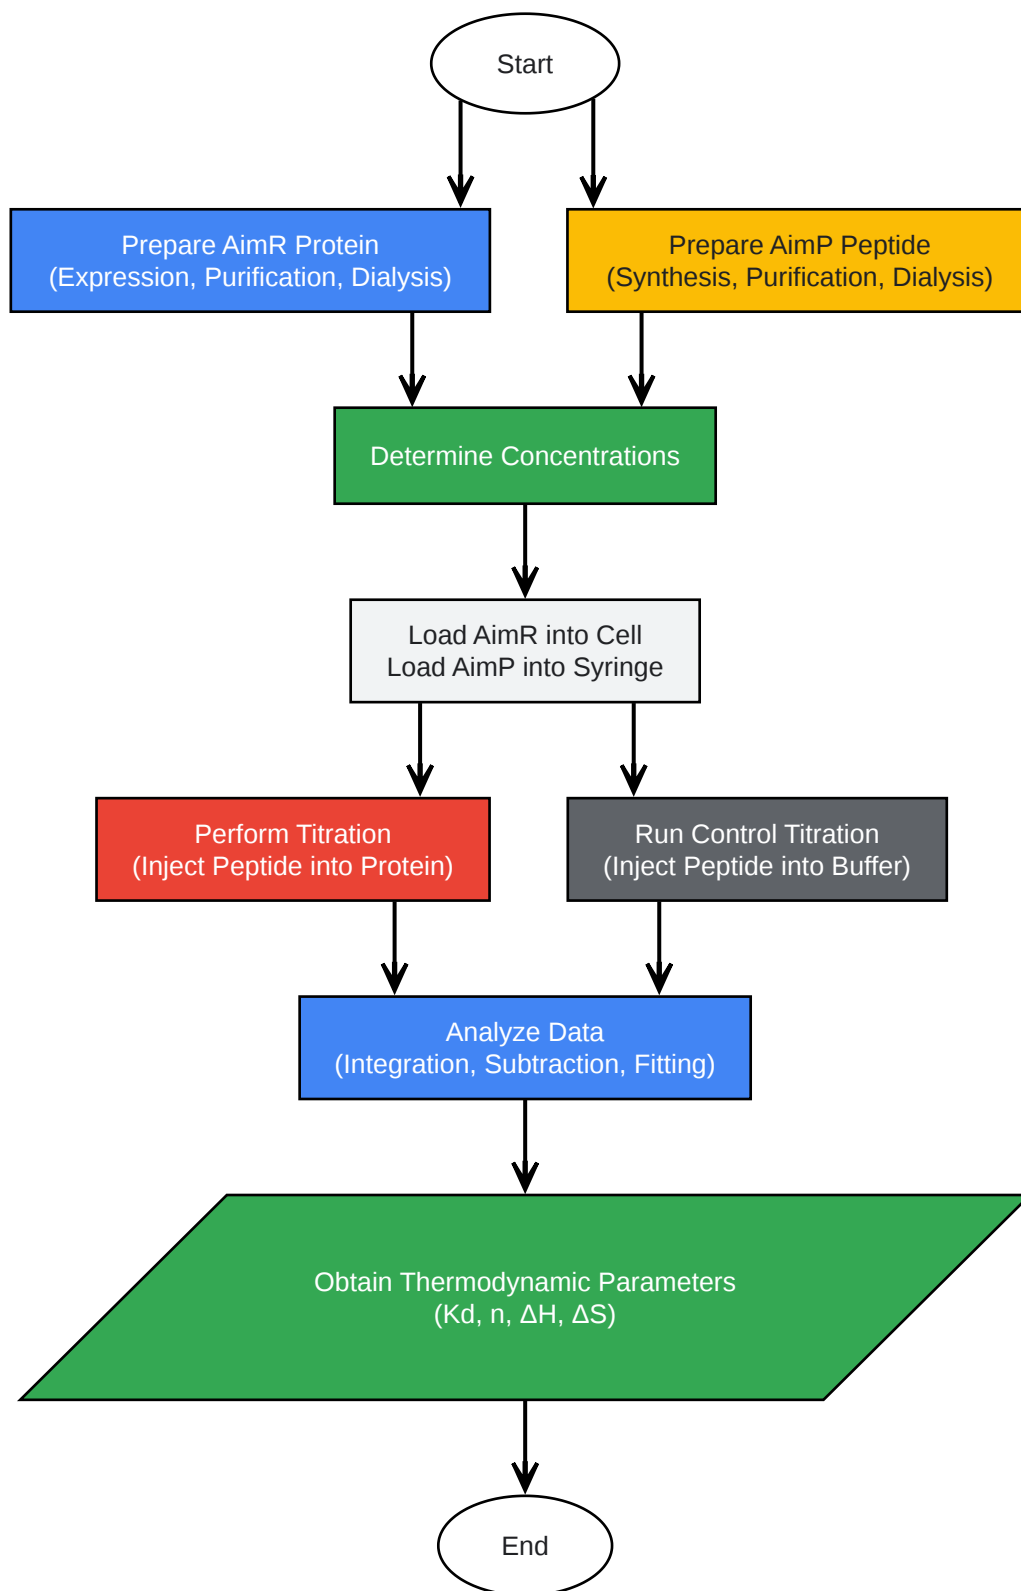 Start
Prepare AimR Protein
(Expression, Purification, Dialysis)
Prepare AimP Peptide
(Synthesis, Purification, Dialysis)
Determine Concentrations
Load AimR into Cell
Load AimP into Syringe
Perform Titration
(Inject Peptide into Protein)
Run Control Titration
(Inject Peptide into Buffer)
Analyze Data
(Integration, Subtraction, Fitting)
Obtain Thermodynamic Parameters
(Kd, n, ΔH, ΔS)
End